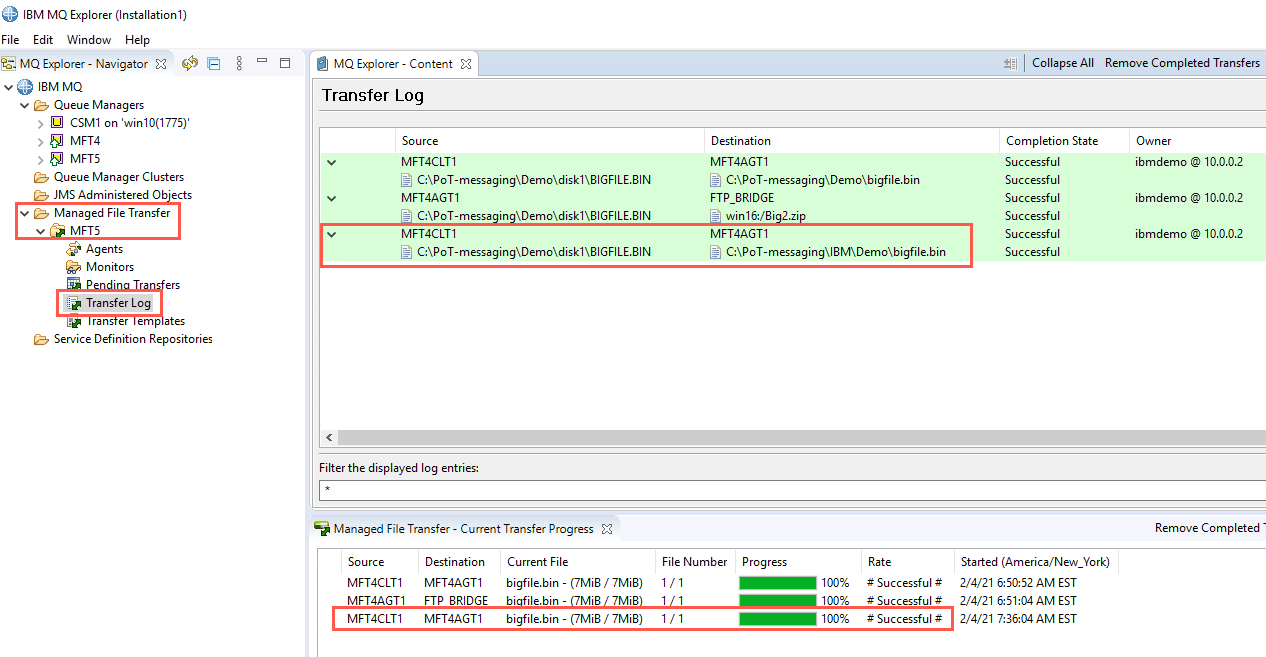 IBM MQ Explorer (Installation1)
File Edit Window Help
MQ Explorer - Navigator
IBM MQ
Queue Managers
CSM1 on 'win10(1775)'
MFT4
MFT5
Queue Manager Clusters
JMS Administered Objects
Managed File Transfer
MFT5
Agents
Monitors
Pending Transfers
Transfer Log
Transfer Templates
Service Definition Repositories
MQ Explorer - Content
Collapse All Remove Completed Transfers
Transfer Log
Source Destination Completion State Owner
MFT4CLT1 MFT4AGT1 Successful ibmdemo @ 10.0.0.2
C:\PoT-messaging\Demo\disk1\BIGFILE.BIN C:\PoT-messaging\Demo\bigfile.bin Successful
MFT4AGT1 FTP_BRIDGE Successful ibmdemo @ 10.0.0.2
C:\PoT-messaging\Demo\disk1\BIGFILE.BIN win16:/Big2.zip Successful
MFT4CLT1 MFT4AGT1 Successful ibmdemo @ 10.0.0.2
C:\PoT-messaging\Demo\disk1\BIGFILE.BIN C:\PoT-messaging\IBM\Demo\bigfile.bin Successful
Filter the displayed log entries:
*
Managed File Transfer - Current Transfer Progress
Remove Completed T
Source Destination Current File File Number Progress Rate Started (America/New_York)
MFT4CLT1 MFT4AGT1 bigfile.bin - (7MiB / 7MiB) 1 / 1 100% # Successful # 2/4/21 6:50:52 AM EST
MFT4AGT1 FTP_BRIDGE bigfile.bin - (7MiB / 7MiB) 1 / 1 100% # Successful # 2/4/21 6:51:04 AM EST
MFT4CLT1 MFT4AGT1 bigfile.bin - (7MiB / 7MiB) 1 / 1 100% # Successful # 2/4/21 7:36:04 AM EST